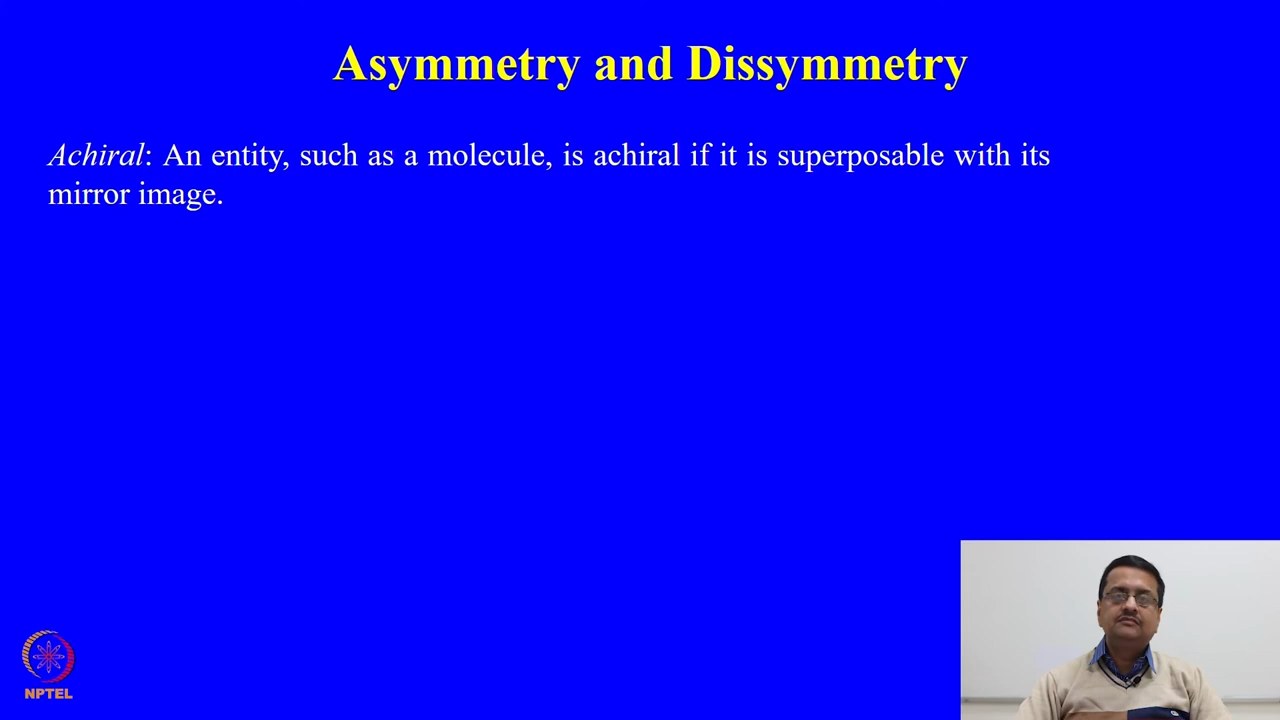 Asymmetry and Dissymmetry
Achiral: An entity, such as a molecule, is achiral if it is superposable with its
mirror image.
NPTEL